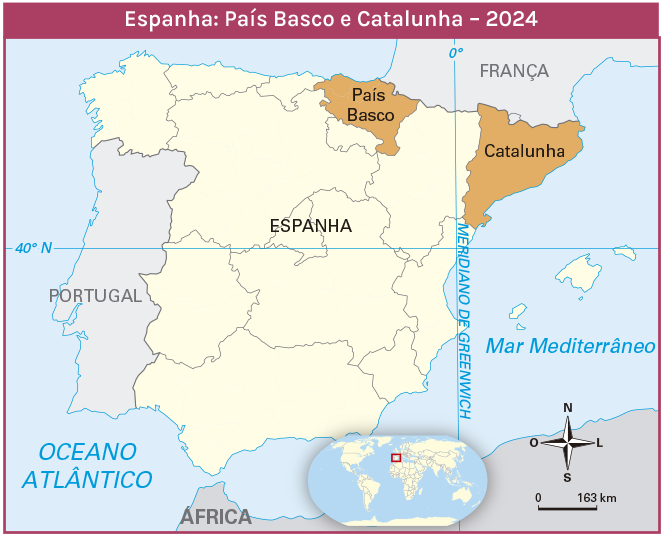 Espanha: País Basco e Catalunha – 2024
0°
FRANÇA
País
Basco
Catalunha
ESPANHA
40° N
MERIDIANO DE GREENWICH
PORTUGAL
Mar Mediterrâneo
OCEANO
ATLÂNTICO
N
O
L
S
0
163 km
ÁFRICA